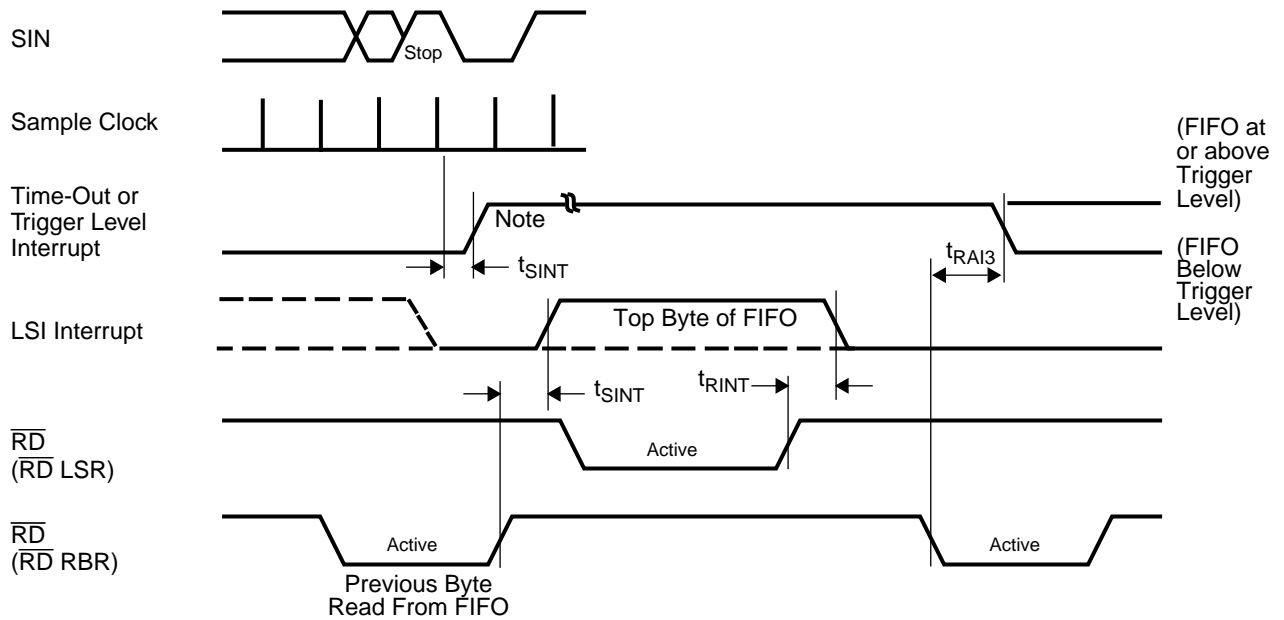 SIN
Stop
Sample Clock
(FIFO at
or above
Trigger
Level)
Time-Out or
Trigger Level
Interrupt
Note
tSINT
tRAI3
(FIFO
Below
Trigger
Level)
LSI Interrupt
Top Byte of FIFO
tSINT
tRINT
RD
(RD LSR)
Active
RD
(RD RBR)
Active
Active
Previous Byte
Read From FIFO